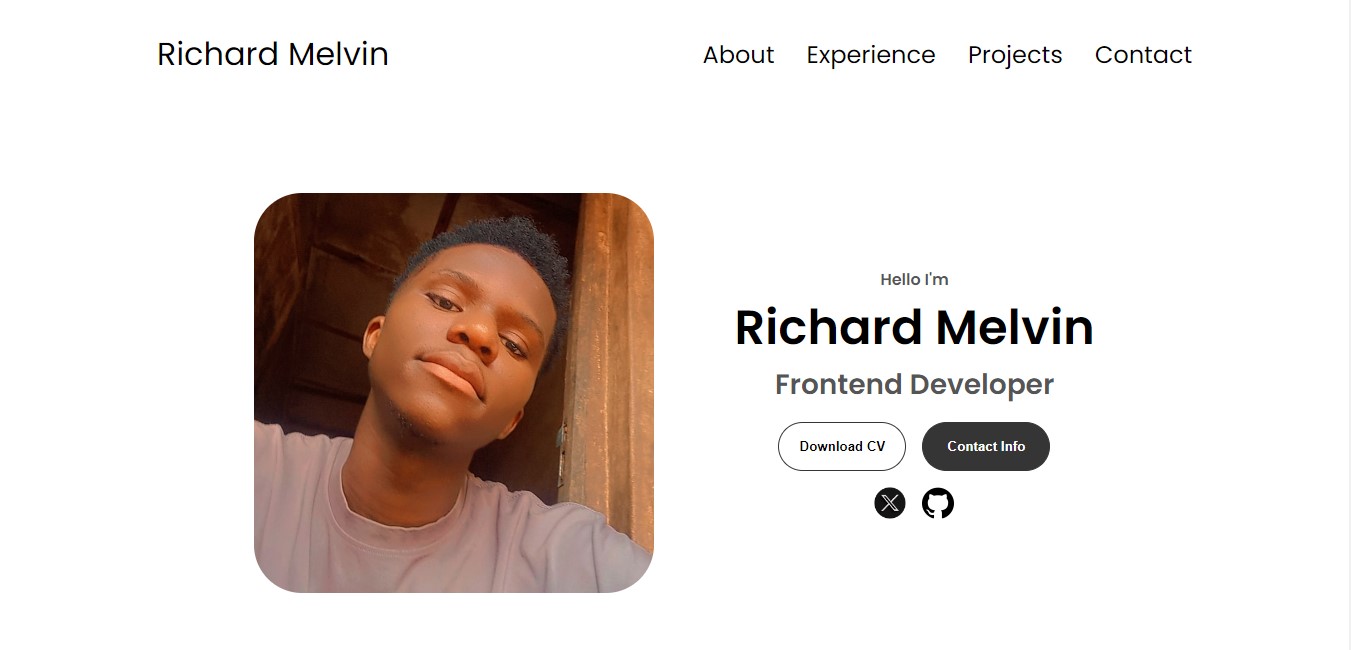 Richard Melvin
About Experience Projects Contact
Hello I'm
Richard Melvin
Frontend Developer
Download CV
Contact Info